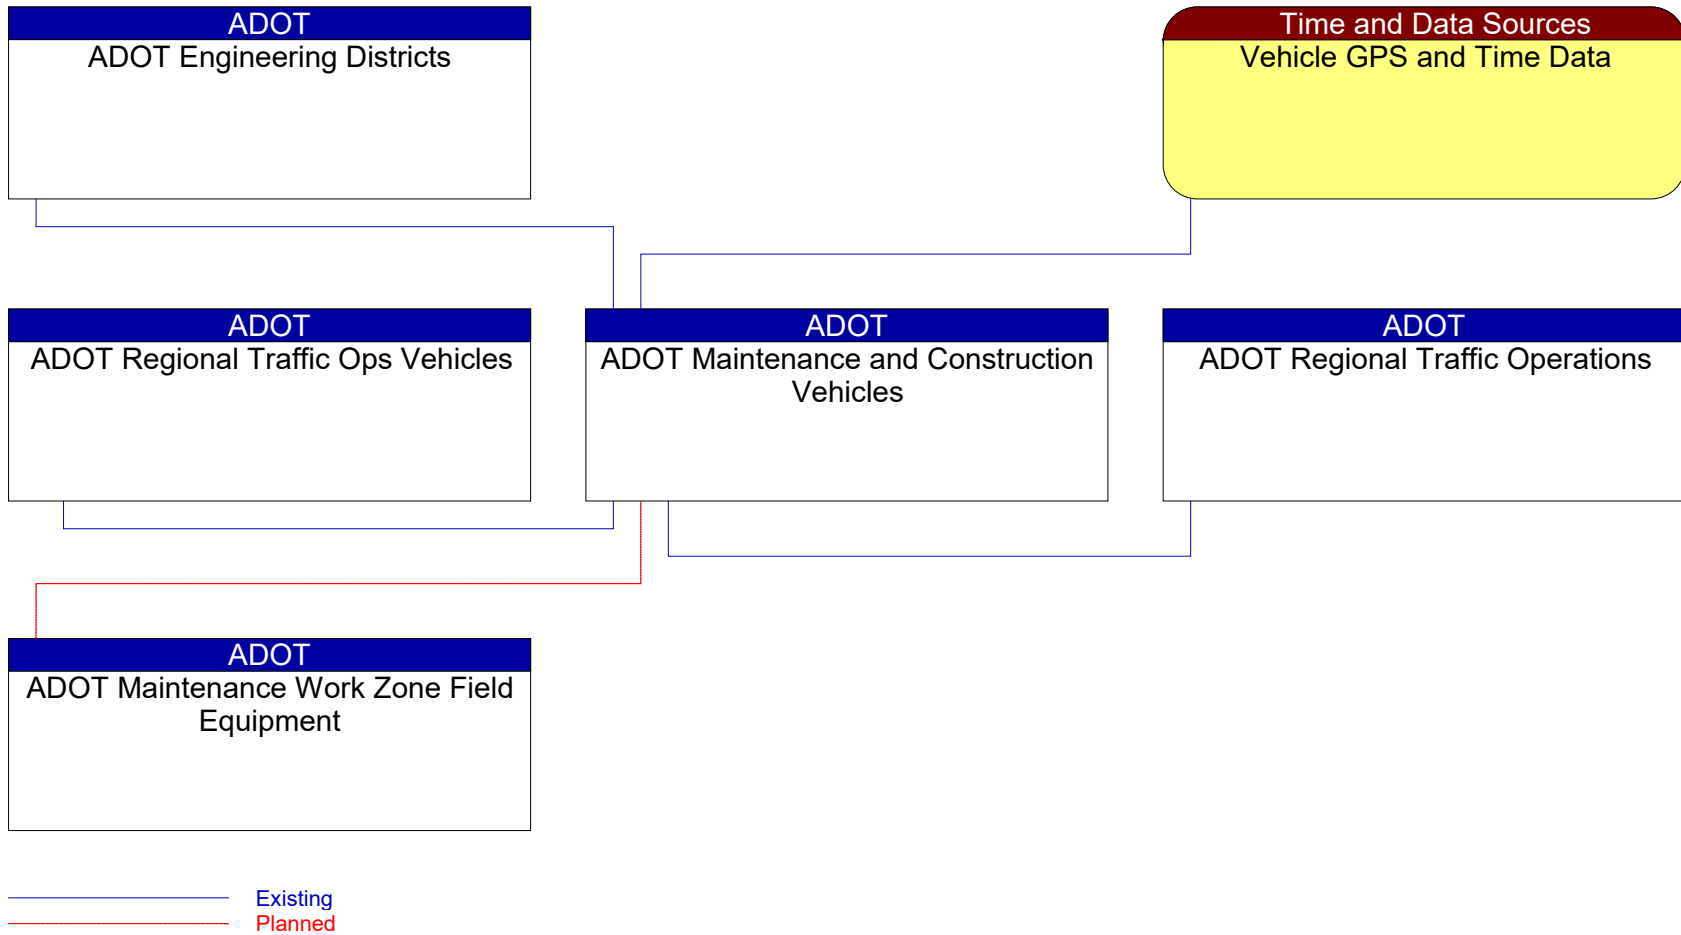 ADOT
ADOT Engineering Districts
Time and Data Sources
Vehicle GPS and Time Data
ADOT
ADOT Regional Traffic Ops Vehicles
ADOT
ADOT Maintenance and Construction
Vehicles
ADOT
ADOT Regional Traffic Operations
ADOT
ADOT Maintenance Work Zone Field
Equipment
Existing
Planned